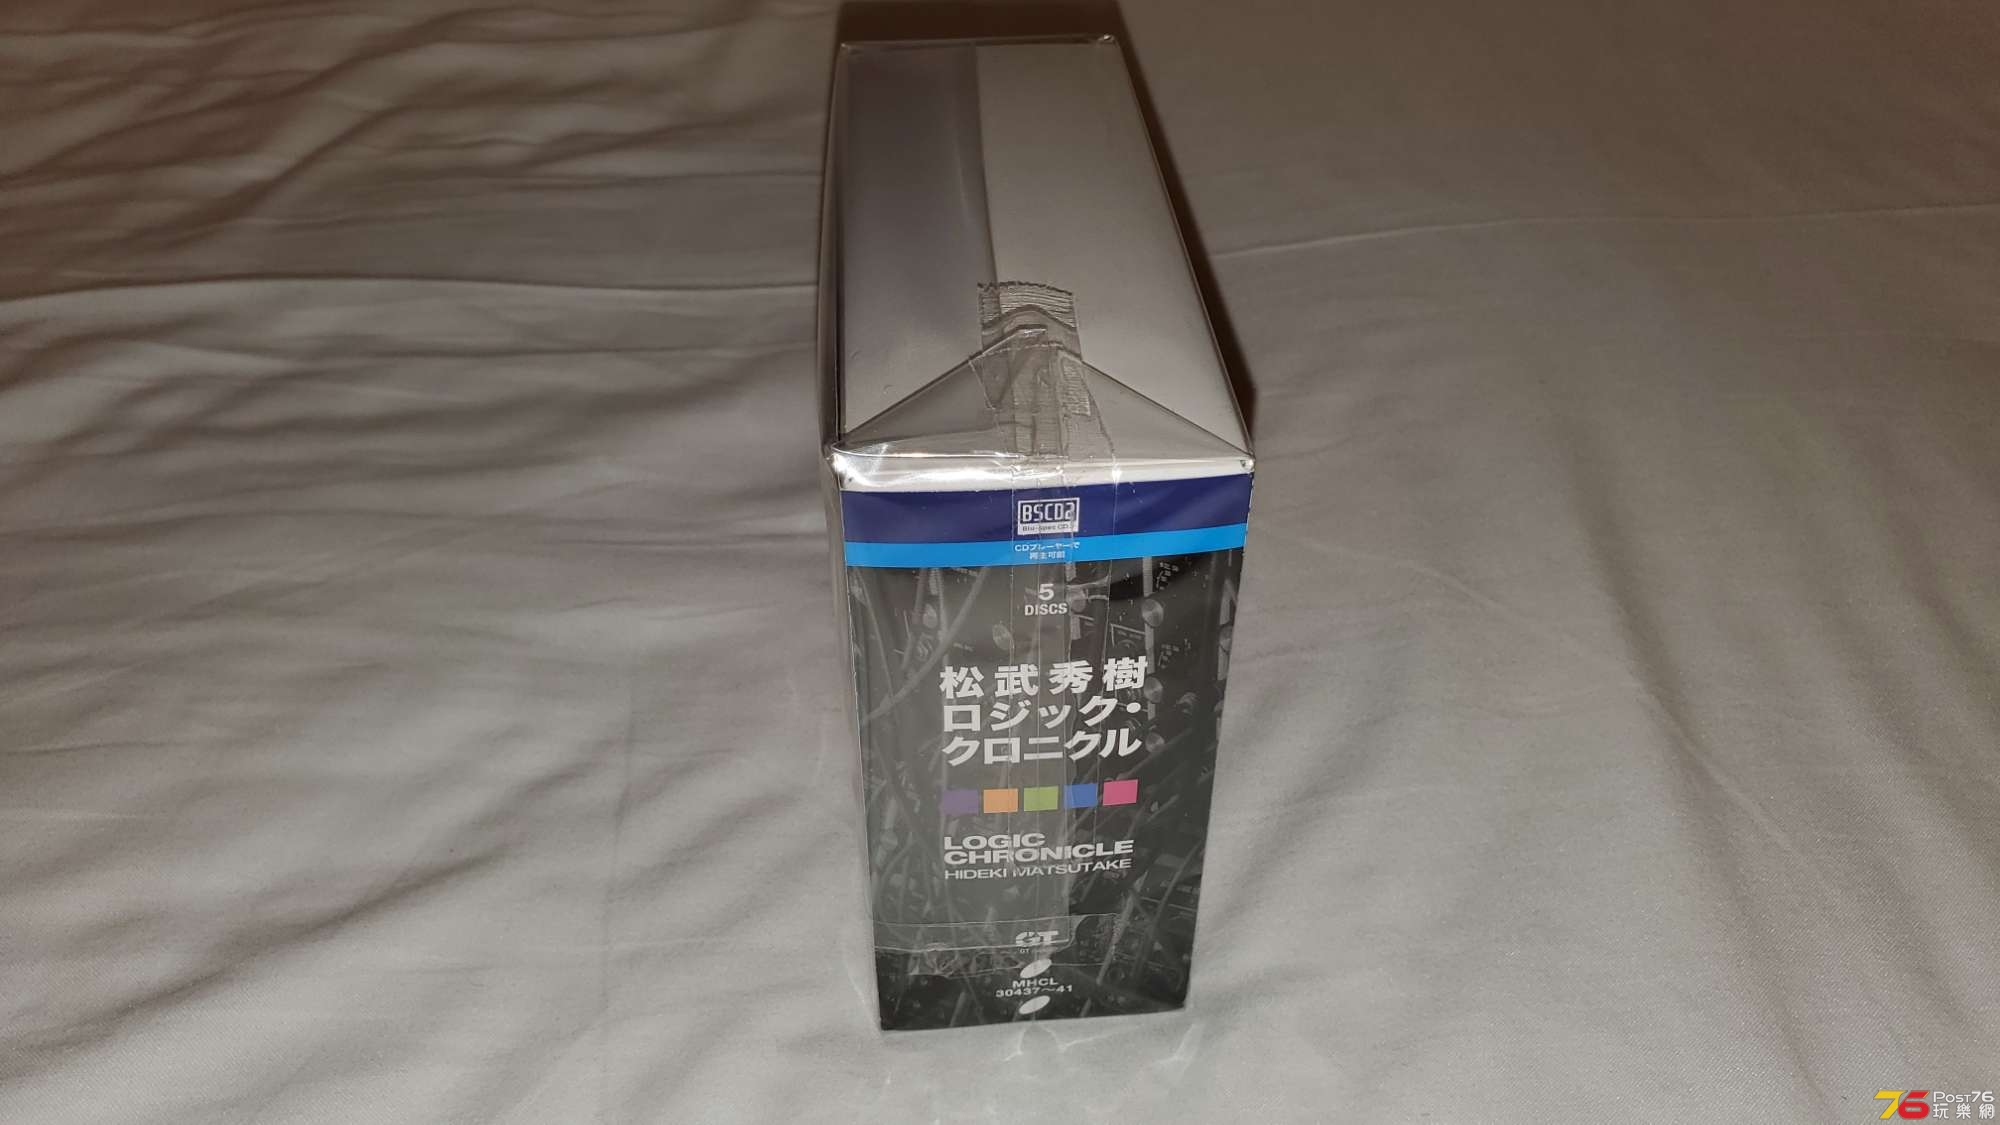 BSCD2
Blu-spec CD2
CDプレーヤーで
再生可能
5
DISCS
松武秀樹
ロジック・
クロニクル
LOGIC
CHRONICLE
HIDEKI MATSUTAKE
GT
GT
MHCL
30437〜41
76 POST76
玩樂網